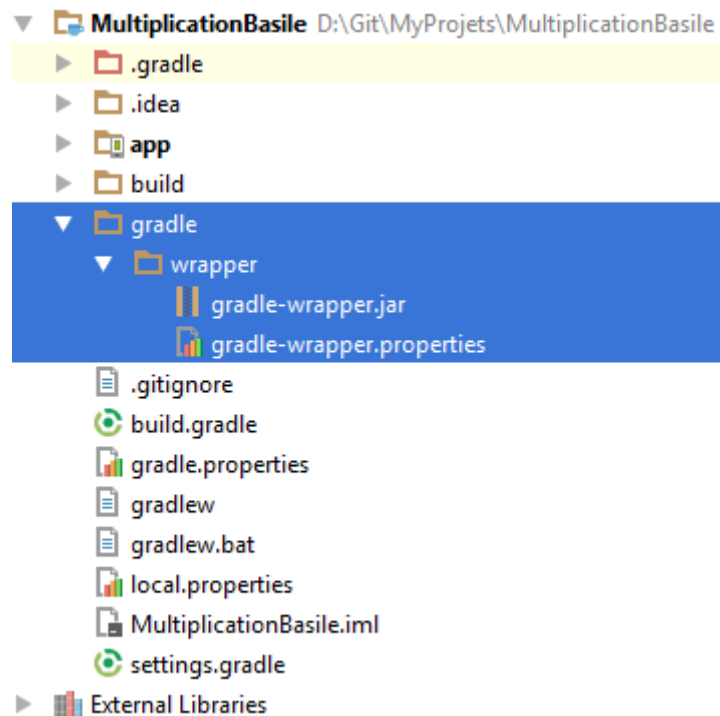 MultiplicationBasile D:\Git\MyProjets\MultiplicationBasile
.gradle
.idea
app
build
gradle
wrapper
gradle-wrapper.jar
gradle-wrapper.properties
.gitignore
build.gradle
gradle.properties
gradlew
gradlew.bat
local.properties
MultiplicationBasile.iml
settings.gradle
External Libraries